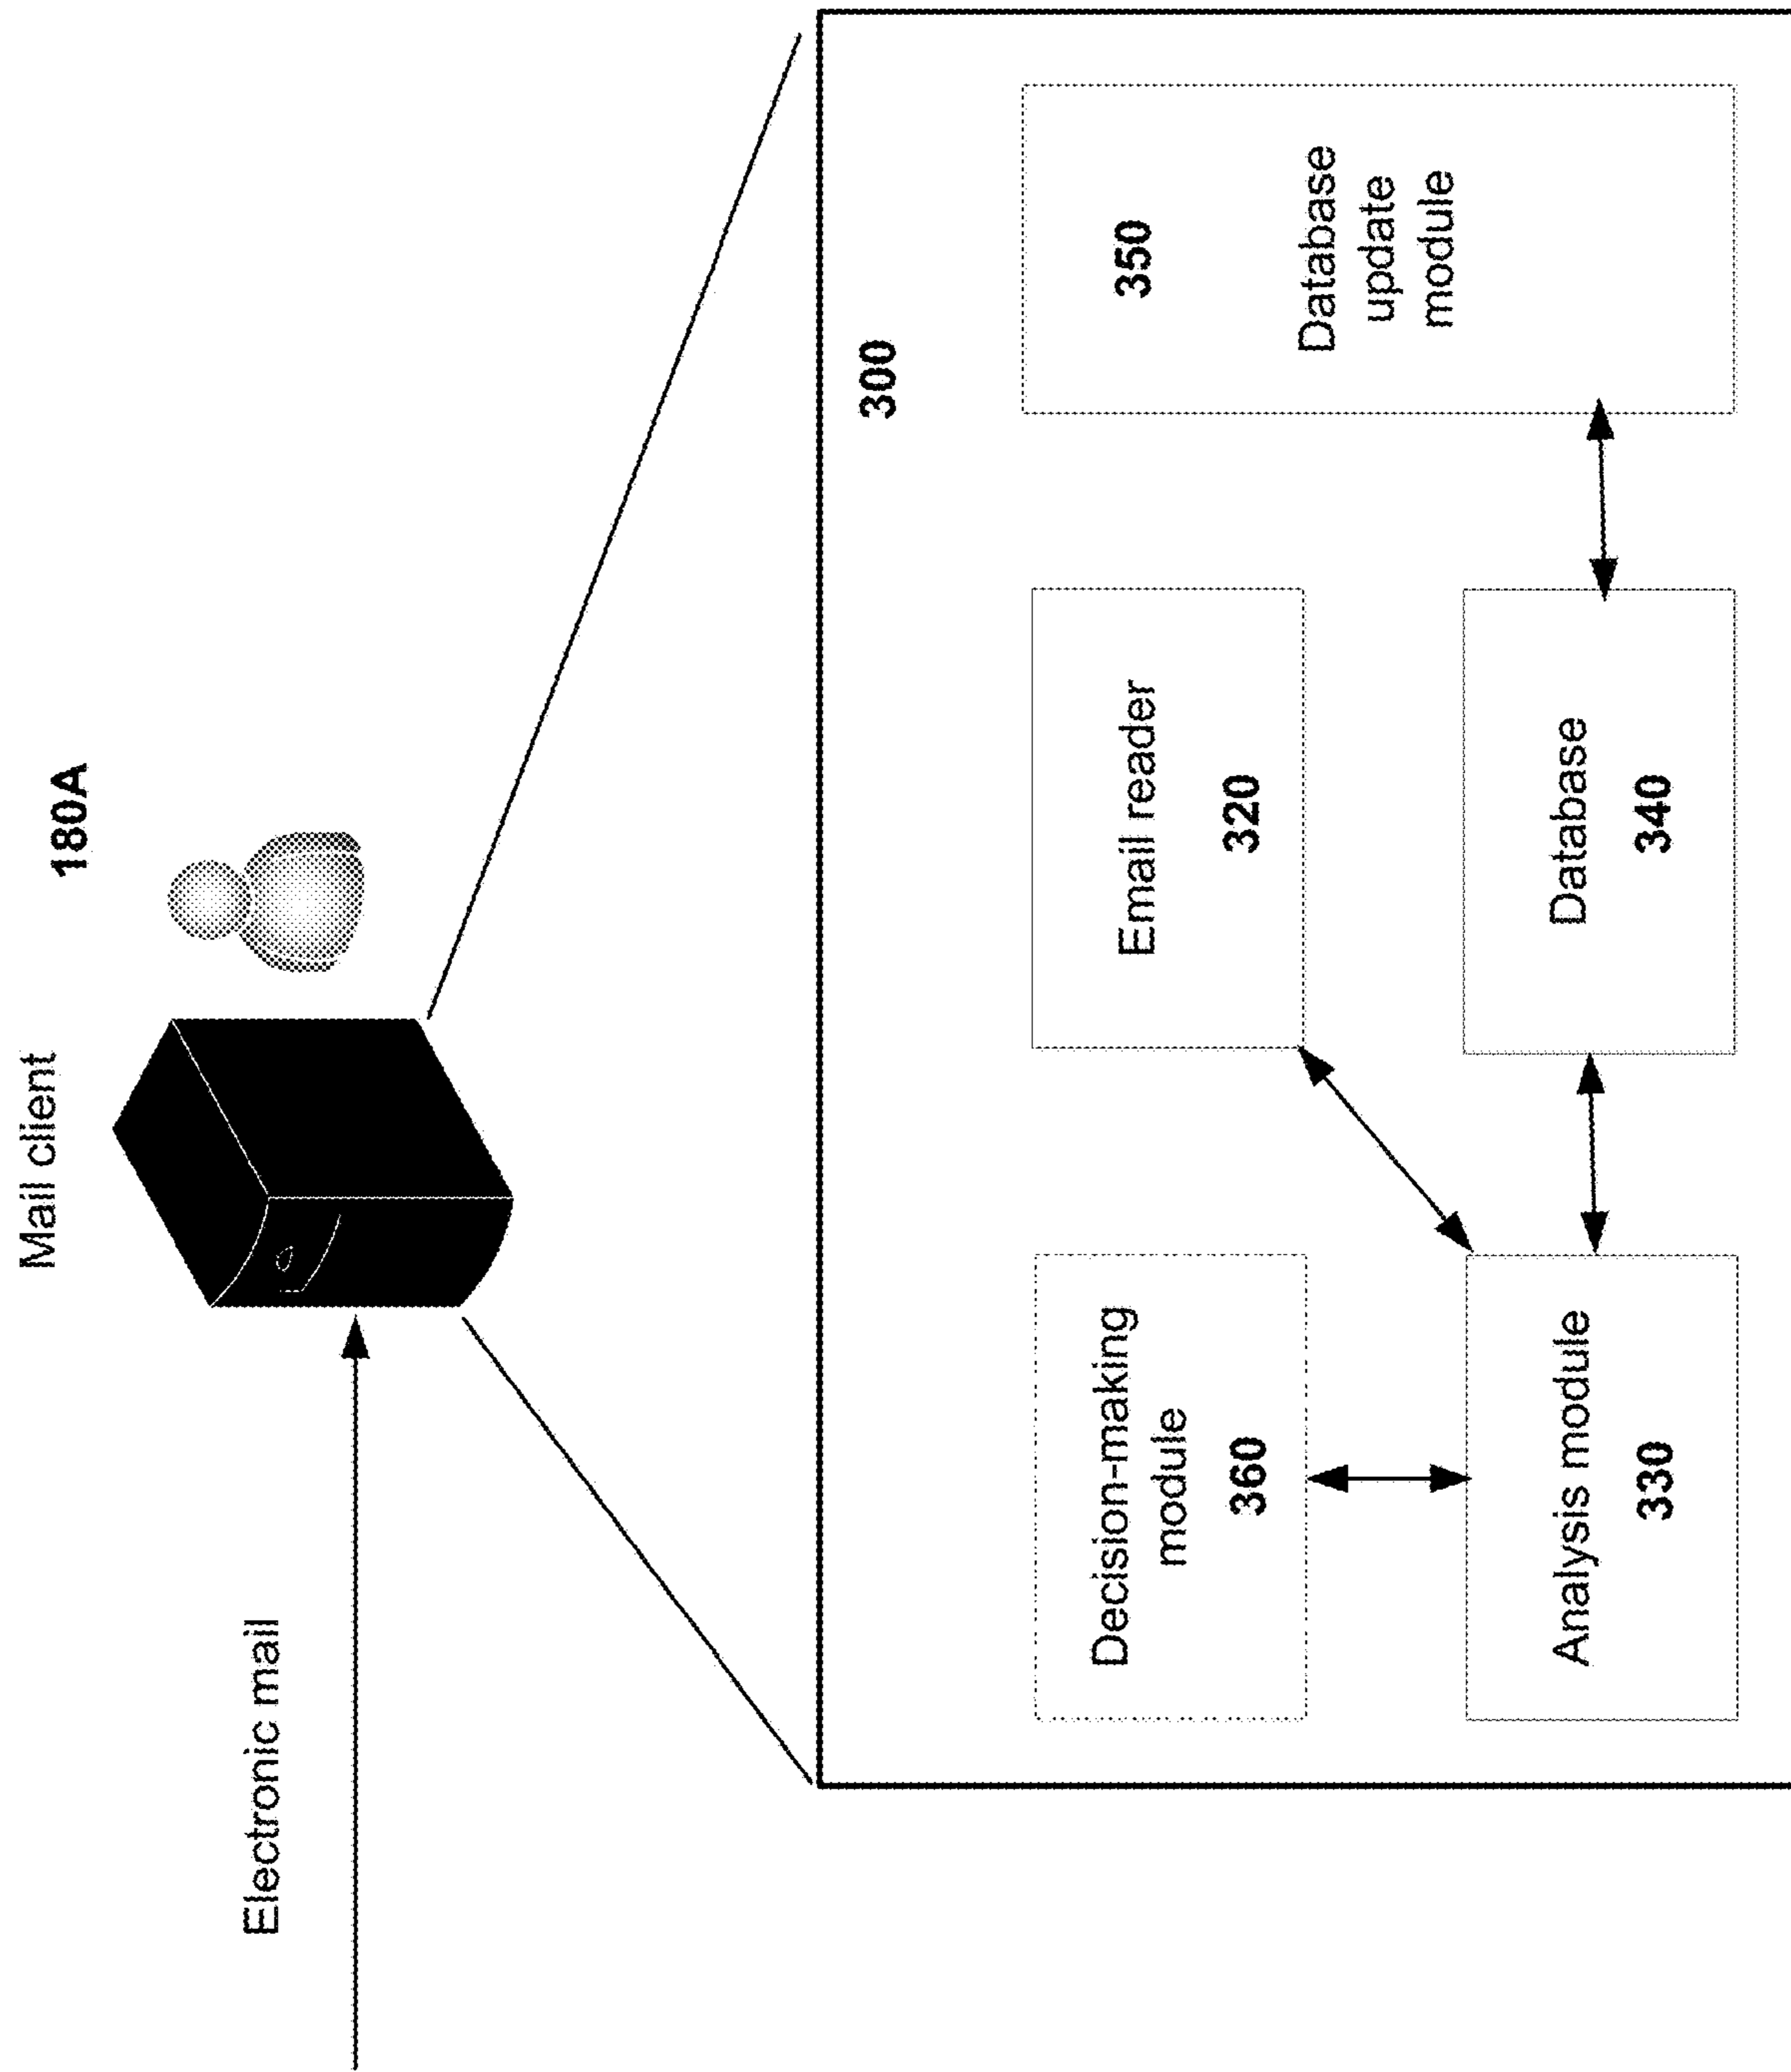 Mail client
180A
Electronic mail
300
Decision-making
module
360
Email reader
320
350
Database
update
module
Analysis module
330
Database
340